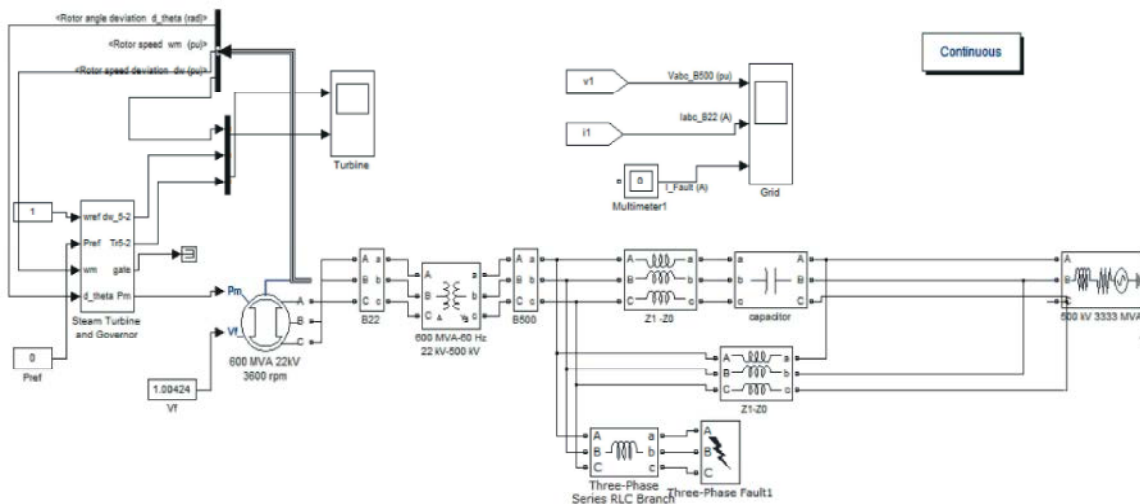 <Rotor angle deviation d_theta (rad)>
<Rotor speed wm (pu)>
<Rotor speed deviation dw (pu)>
Continuous
Turbine
v1
Vabc_B500 (pu)
i1
Iabc_B22 (A)
0
I_Fault (A)
Multimeter1
Grid
1
wref dw_5-2
Pref Tr5-2
wm gate
d_theta Pm
Steam Turbine
and Governor
0
Pref
1.00424
Vf
Pm
Vf
A
B
C
600 MVA 22kV
3600 rpm
A a
B b
C c
B22
A a
B b
C c
600 MVA-60 Hz
22 kV-500 kV
A a
B b
C c
B500
A a
B b
C c
Z1 -Z0
a A
b B
c C
capacitor
A
B
C
500 kV 3333 MVA
A a
B b
C c
Z1-Z0
A a
B b
C c
Three-Phase
Series RLC Branch
A
B
C
Three-Phase Fault1